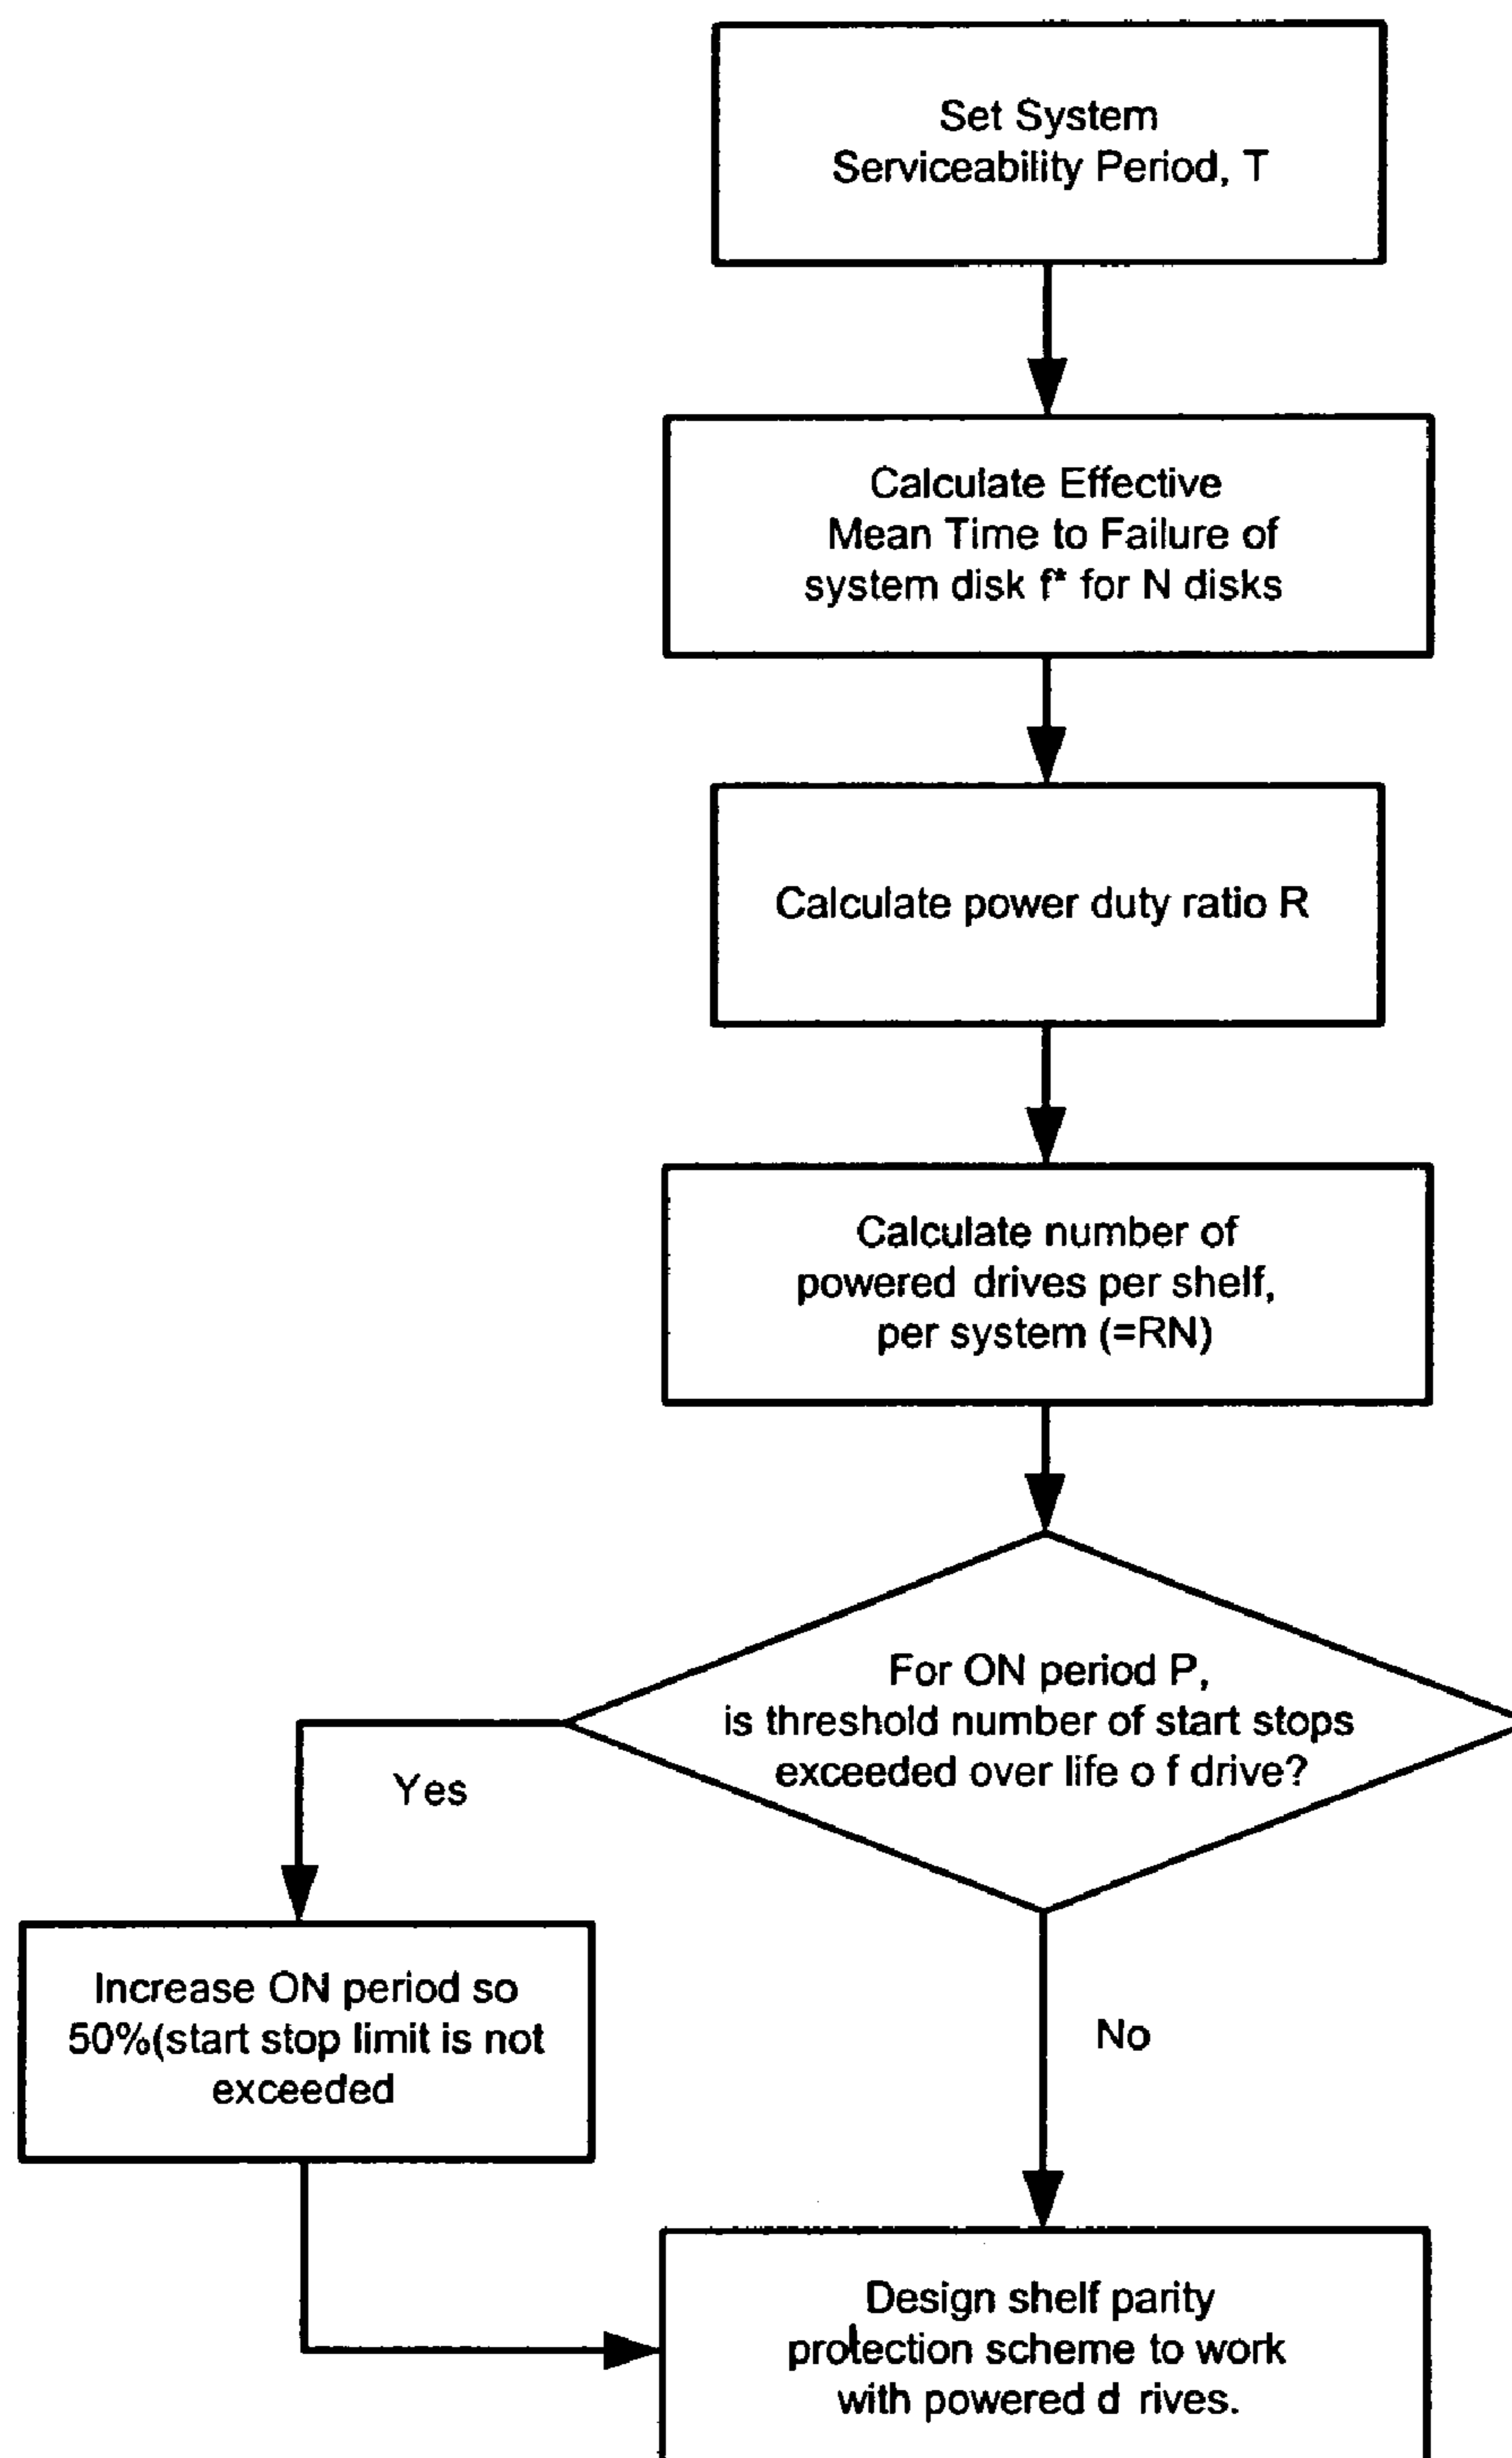 Set System
Serviceability Period, T
Calculate Effective
Mean Time to Failure of
system disk f* for N disks
Calculate power duty ratio R
Calculate number of
powered drives per shelf,
per system (=RN)
For ON period P,
is threshold number of start stops
exceeded over life o f drive?
Yes
Increase ON period so
50%(start stop limit is not
exceeded
No
Design shelf parity
protection scheme to work
with powered d rives.